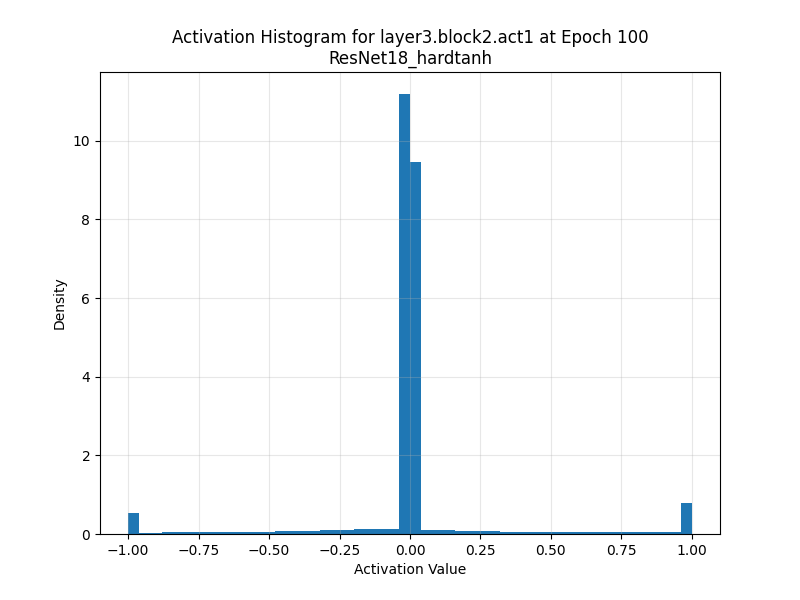 Activation Histogram for layer3.block2.act1 at Epoch 100
ResNet18_hardtanh
Density
10
8
6
4
2
0
−1.00 −0.75 −0.50 −0.25 0.00 0.25 0.50 0.75 1.00
Activation Value